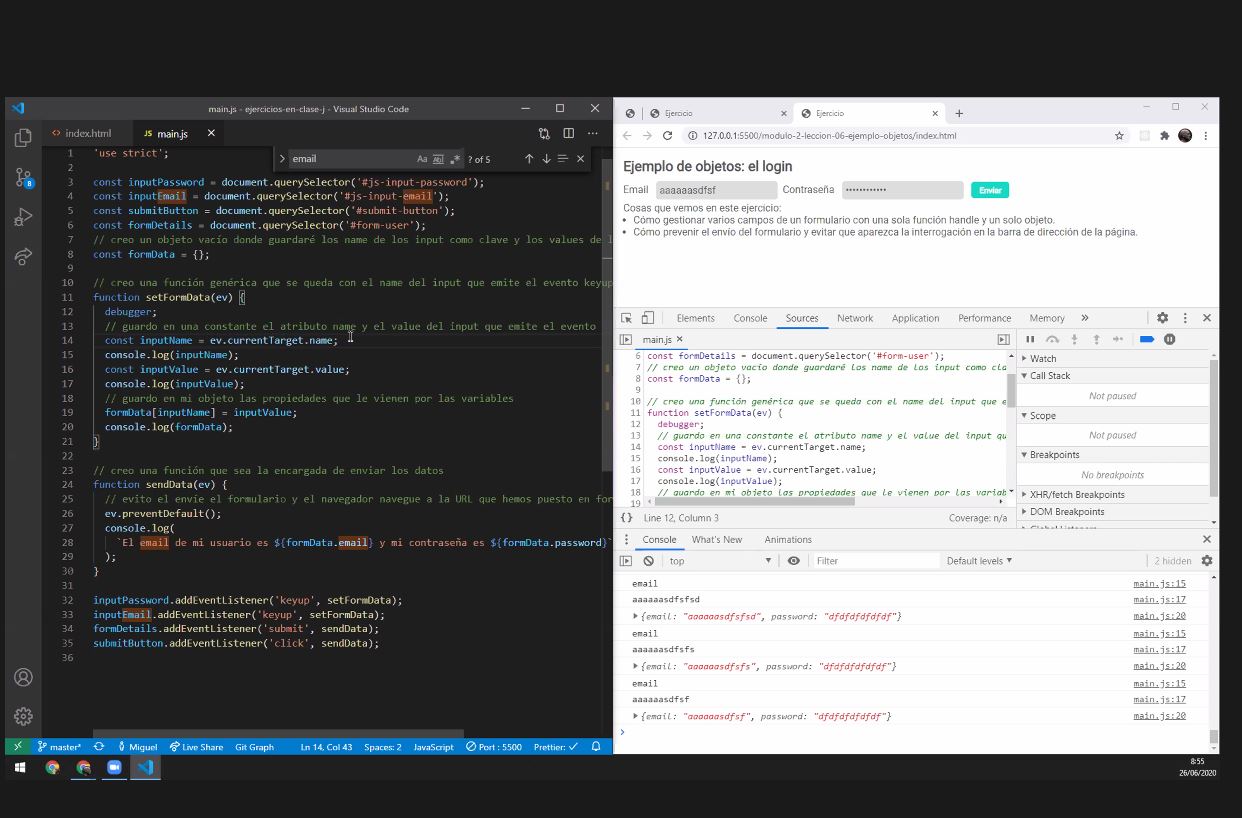 main.js - ejercicios-en-clase-j - Visual Studio Code
index.html
JS main.js
email
Aa
? of 5
1 'use strict';
2
3 const inputPassword = document.querySelector('#js-input-password');
4 const inputEmail = document.querySelector('#js-input-email');
5 const submitButton = document.querySelector('#submit-button');
6 const formDetails = document.querySelector('#form-user');
7 // creo un objeto vacío donde guardaré los name de los input como clave y los values de l
8 const formData = {};
9
10 // creo una función genérica que se queda con el name del input que emite el evento keyup
11 function setFormData(ev) {
12 debugger;
13 // guardo en una constante el atributo name y el value del input que emite el evento
14 const inputName = ev.currentTarget.name;
15 console.log(inputName);
16 const inputValue = ev.currentTarget.value;
17 console.log(inputValue);
18 // guardo en mi objeto las propiedades que le vienen por las variables
19 formData[inputName] = inputValue;
20 console.log(formData);
21 }
22
23 // creo una función que sea la encargada de enviar los datos
24 function sendData(ev) {
25 // evito el envíe el formulario y el navegador navegue a la URL que hemos puesto en for
26 ev.preventDefault();
27 console.log(
28 `El email de mi usuario es ${formData.email} y mi contraseña es ${formData.password}`
29 );
30 }
31
32 inputPassword.addEventListener('keyup', setFormData);
33 inputEmail.addEventListener('keyup', setFormData);
34 formDetails.addEventListener('submit', sendData);
35 submitButton.addEventListener('click', sendData);
36
8
master*
Miguel
Live Share
Git Graph
Ln 14, Col 43
Spaces: 2
JavaScript
Port : 5500
Prettier: ✓
Ejercicio
Ejercicio
127.0.0.1:5500/modulo-2-leccion-06-ejemplo-objetos/index.html
Ejemplo de objetos: el login
Email aaaaaasdfsf Contraseña •••••••••••• Enviar
Cosas que vemos en este ejercicio:
• Cómo gestionar varios campos de un formulario con una sola función handle y un solo objeto.
• Cómo prevenir el envío del formulario y evitar que aparezca la interrogación en la barra de dirección de la página.
Elements Console Sources Network Application Performance Memory »
main.js
6 const formDetails = document.querySelector('#form-user');
7 // creo un objeto vacío donde guardaré los name de los input como cla
8 const formData = {};
9
10 // creo una función genérica que se queda con el name del input que e
11 function setFormData(ev) {
12 debugger;
13 // guardo en una constante el atributo name y el value del input qu
14 const inputName = ev.currentTarget.name;
15 console.log(inputName);
16 const inputValue = ev.currentTarget.value;
17 console.log(inputValue);
18 // guardo en mi objeto las propiedades que le vienen por las variab
19
{} Line 12, Column 3 Coverage: n/a
Watch
Call Stack
Not paused
Scope
Not paused
Breakpoints
No breakpoints
XHR/fetch Breakpoints
DOM Breakpoints
Global Listeners
Console What's New Animations
top Filter Default levels 2 hidden
email main.js:15
aaaaaasdfsfsd main.js:17
{email: "aaaaaasdfsfsd", password: "dfdfdfdfdfdf"} main.js:20
email main.js:15
aaaaaasdfsfs main.js:17
{email: "aaaaaasdfsfs", password: "dfdfdfdfdfdf"} main.js:20
email main.js:15
aaaaaasdfsf main.js:17
{email: "aaaaaasdfsf", password: "dfdfdfdfdfdf"} main.js:20
8:55
26/06/2020